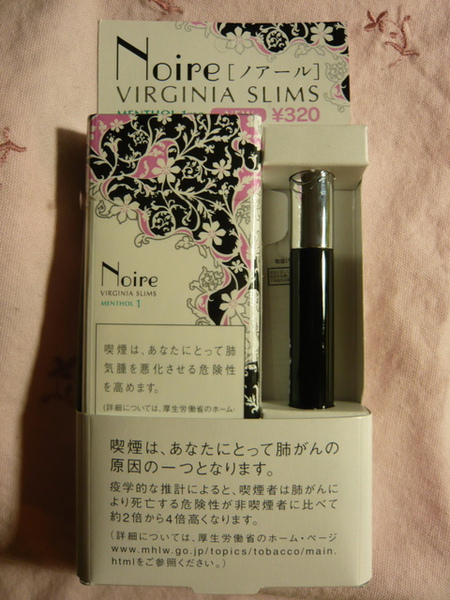 Noire [ノアール]
VIRGINIA SLIMS
MENTHOL 1 NEW ¥320
Noire
VIRGINIA SLIMS
MENTHOL 1
喫煙は、あなたにとって肺
気腫を悪化させる危険性
を高めます。
(詳細については、厚生労働省のホーム・
喫煙は、あなたにとって肺がんの
原因の一つとなります。
疫学的な推計によると、喫煙者は肺がんに
より死亡する危険性が非喫煙者に比べて
約2倍から4倍高くなります。
(詳細については、厚生労働省のホーム・ページ
www.mhlw.go.jp/topics/tobacco/main.
htmlをご参照ください。)